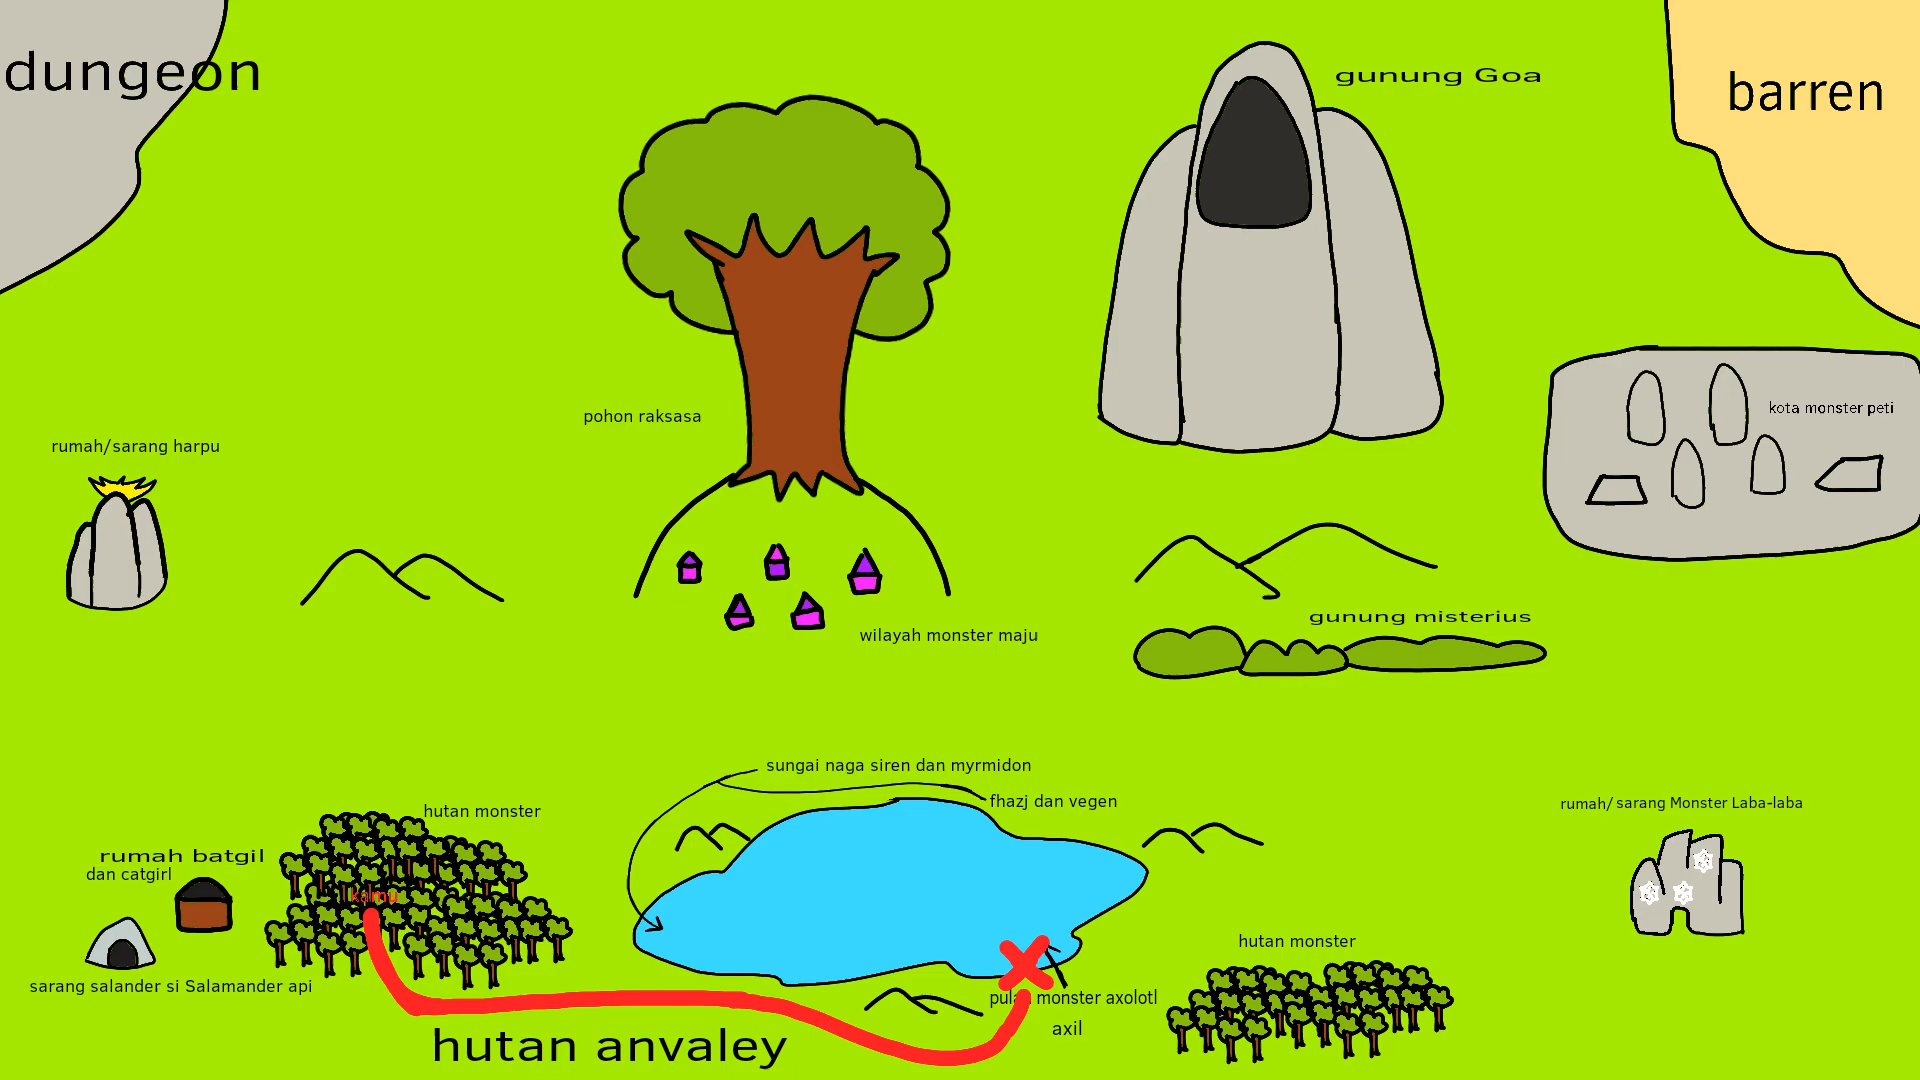 dungeon
gunung Goa
barren
pohon raksasa
kota monster peti
rumah/sarang harpu
gunung misterius
wilayah monster maju
sungai naga siren dan myrmidon
fhazj dan vegen
hutan monster
rumah/sarang Monster Laba-laba
rumah batgil
dan catgirl
kamu
hutan monster
sarang salander si Salamander api
pulau monster axolotl
axil
hutan anvaley